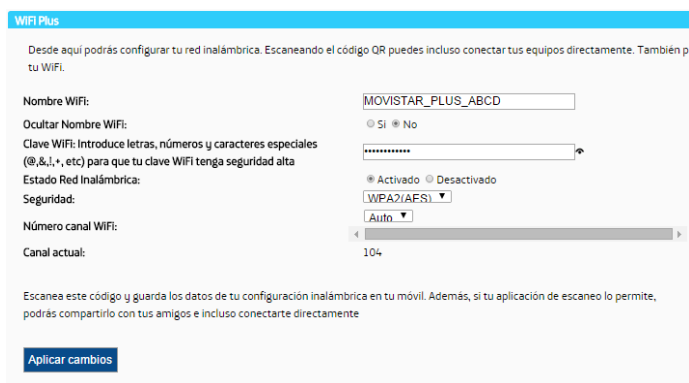 WiFi Plus
Desde aquí podrás configurar tu red inalámbrica. Escaneando el código QR puedes incluso conectar tus equipos directamente. También p
tu WiFi.
Nombre WiFi: MOVISTAR_PLUS_ABCD
Ocultar Nombre WiFi: Si No
Clave WiFi: Introduce letras, números y caracteres especiales
(@,&,!,+, etc) para que tu clave WiFi tenga seguridad alta ••••••••••••
Estado Red Inalámbrica: Activado Desactivado
Seguridad: WPA2(AES)
Número canal WiFi: Auto
Canal actual: 104
Escanea este código y guarda los datos de tu configuración inalámbrica en tu móvil. Además, si tu aplicación de escaneo lo permite,
podrás compartirlo con tus amigos e incluso conectarte directamente
Aplicar cambios